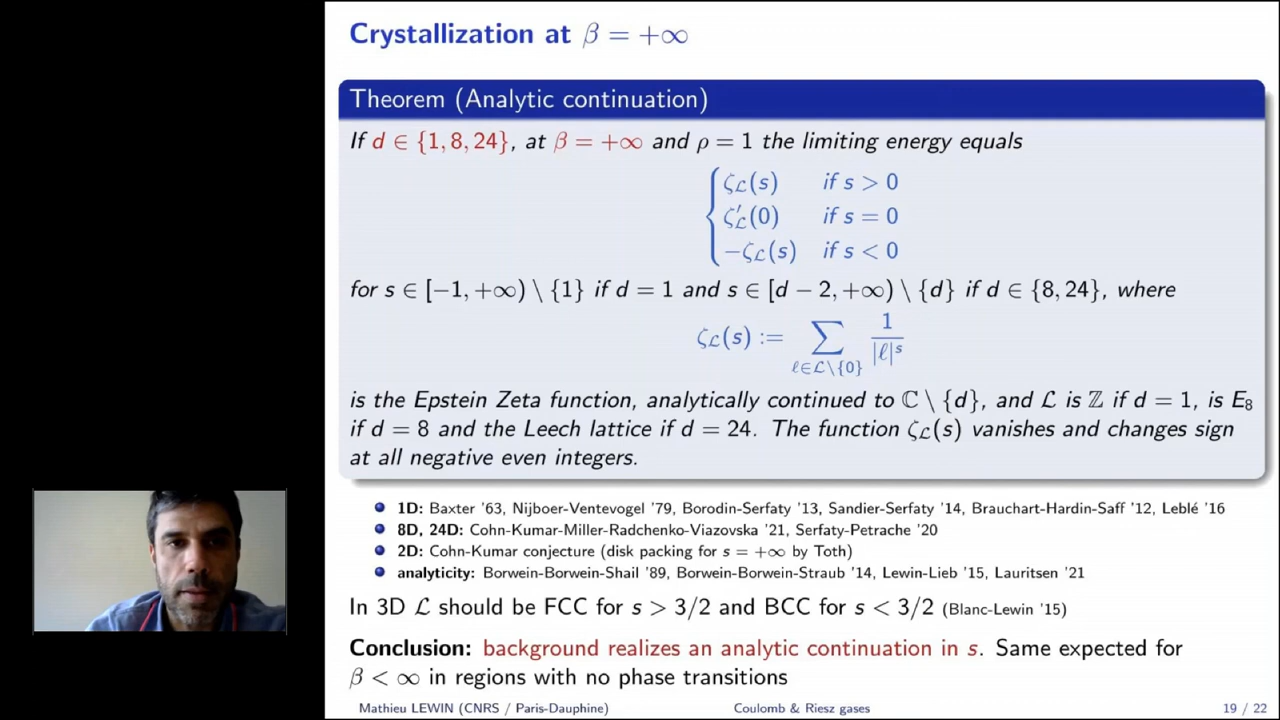 Crystallization at β = +∞
Theorem (Analytic continuation)
If d ∈ {1, 8, 24}, at β = +∞ and ρ = 1 the limiting energy equals
ζ_ℒ(s) if s > 0
ζ′_ℒ(0) if s = 0
−ζ_ℒ(s) if s < 0
for s ∈ [−1, +∞) \ {1} if d = 1 and s ∈ [d − 2, +∞) \ {d} if d ∈ {8, 24}, where
ζ_ℒ(s) := ∑_{ℓ∈ℒ\{0}} 1/|ℓ|^s
is the Epstein Zeta function, analytically continued to ℂ \ {d}, and ℒ is ℤ if d = 1, is E₈
if d = 8 and the Leech lattice if d = 24. The function ζ_ℒ(s) vanishes and changes sign
at all negative even integers.
1D: Baxter '63, Nijboer-Ventevogel '79, Borodin-Serfaty '13, Sandier-Serfaty '14, Brauchart-Hardin-Saff '12, Leblé '16
8D, 24D: Cohn-Kumar-Miller-Radchenko-Viazovska '21, Serfaty-Petrache '20
2D: Cohn-Kumar conjecture (disk packing for s = +∞ by Toth)
analyticity: Borwein-Borwein-Shail '89, Borwein-Borwein-Straub '14, Lewin-Lieb '15, Lauritsen '21
In 3D ℒ should be FCC for s > 3/2 and BCC for s < 3/2 (Blanc-Lewin '15)
Conclusion: background realizes an analytic continuation in s. Same expected for
β < ∞ in regions with no phase transitions
Mathieu LEWIN (CNRS / Paris-Dauphine) Coulomb & Riesz gases 19 / 22